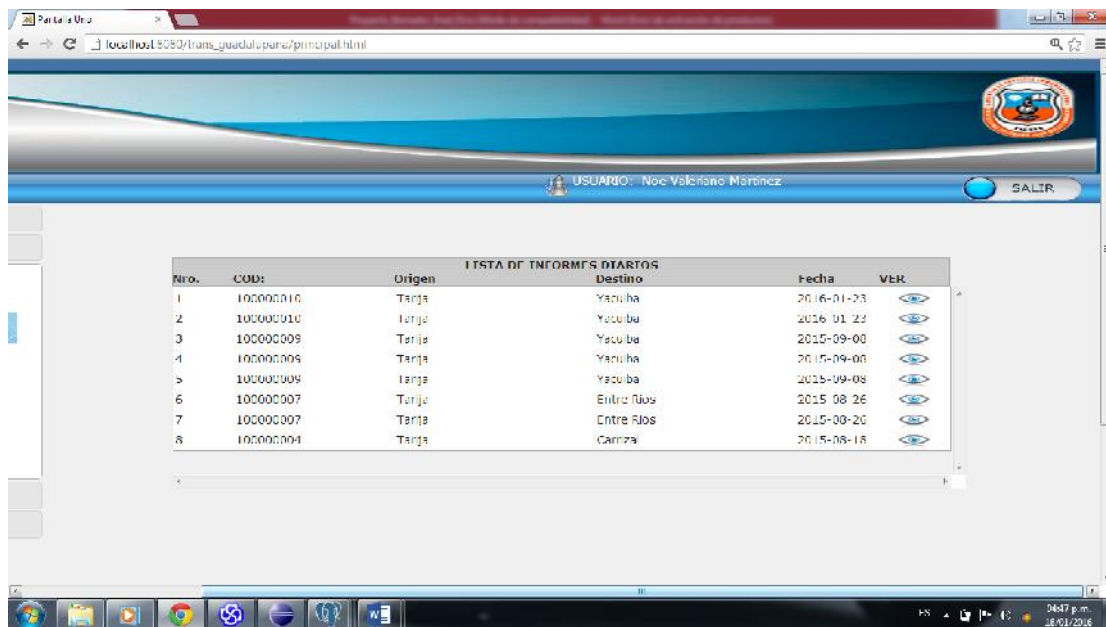 Pantalla Uno
localhost:8080/trans_guadalupana/principal.html
USUARIO: Noe Valeriano Martinez
SALIR
LISTA DE INFORMES DIARIOS
Nro. COD: Origen Destino Fecha VER
1 100000010 Tarija Yacuiba 2016-01-23
2 100000010 Tarija Yacuiba 2016-01-23
3 100000009 Tarija Yacuiba 2015-09-08
4 100000009 Tarija Yacuiba 2015-09-08
5 100000009 Tarija Yacuiba 2015-09-08
6 100000007 Tarija Entre Rios 2015-08-26
7 100000007 Tarija Entre Rios 2015-08-26
8 100000004 Tarija Carrizal 2015-08-18
ES
04:47 p.m.
18/01/2016